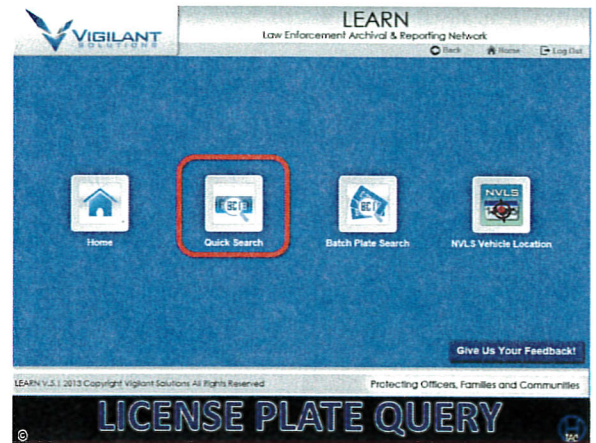 VIGILANT
SOLUTIONS
LEARN
Law Enforcement Archival & Reporting Network
Back Home Log Out
Home
Quick Search
Batch Plate Search
NVLS
NVLS Vehicle Location
Give Us Your Feedback!
LEARN V.5.1 2013 Copyright Vigilant Solutions All Rights Reserved
Protecting Officers, Families and Communities
LICENSE PLATE QUERY
©